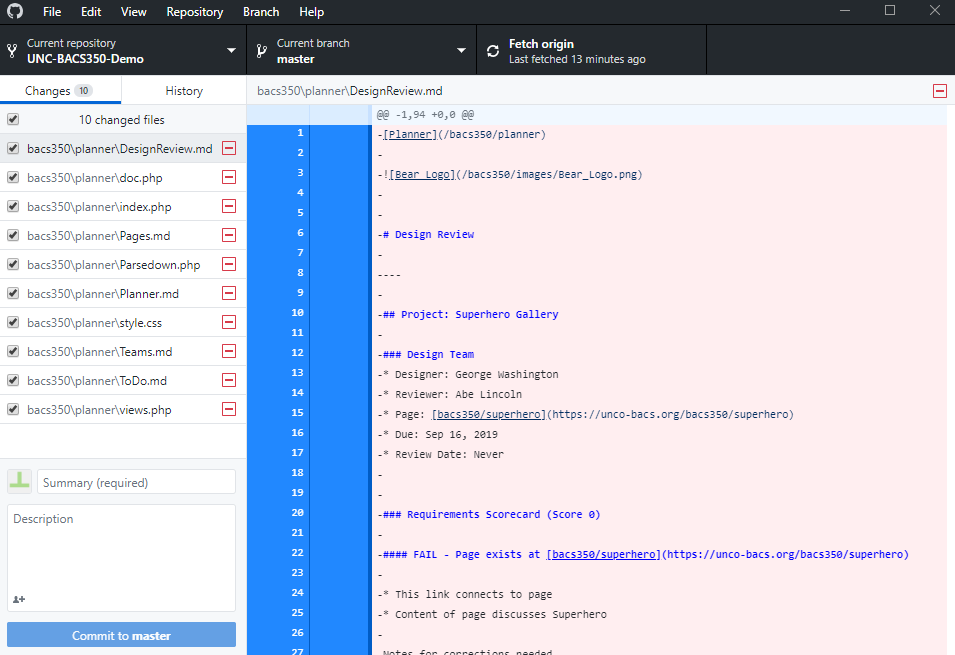 File Edit View Repository Branch Help
Current repository
UNC-BACS350-Demo
Current branch
master
Fetch origin
Last fetched 13 minutes ago
Changes 10 History
10 changed files
bacs350\planner\DesignReview.md
bacs350\planner\doc.php
bacs350\planner\index.php
bacs350\planner\Pages.md
bacs350\planner\Parsedown.php
bacs350\planner\Planner.md
bacs350\planner\style.css
bacs350\planner\Teams.md
bacs350\planner\ToDo.md
bacs350\planner\views.php
Summary (required)
Description
Commit to master
bacs350\planner\DesignReview.md
@@ -1,94 +0,0 @@
1 -[Planner](/bacs350/planner)
2 -
3 -![Bear Logo](/bacs350/images/Bear_Logo.png)
4 -
5 -
6 -# Design Review
7 -
8 ----
9 -
10 -## Project: Superhero Gallery
11 -
12 -### Design Team
13 -* Designer: George Washington
14 -* Reviewer: Abe Lincoln
15 -* Page: [bacs350/superhero](https://unco-bacs.org/bacs350/superhero)
16 -* Due: Sep 16, 2019
17 -* Review Date: Never
18 -
19 -
20 -### Requirements Scorecard (Score 0)
21 -
22 -#### FAIL - Page exists at [bacs350/superhero](https://unco-bacs.org/bacs350/superhero)
23 -
24 -* This link connects to page
25 -* Content of page discusses Superhero
26 -
27 -Notes for corrections needed